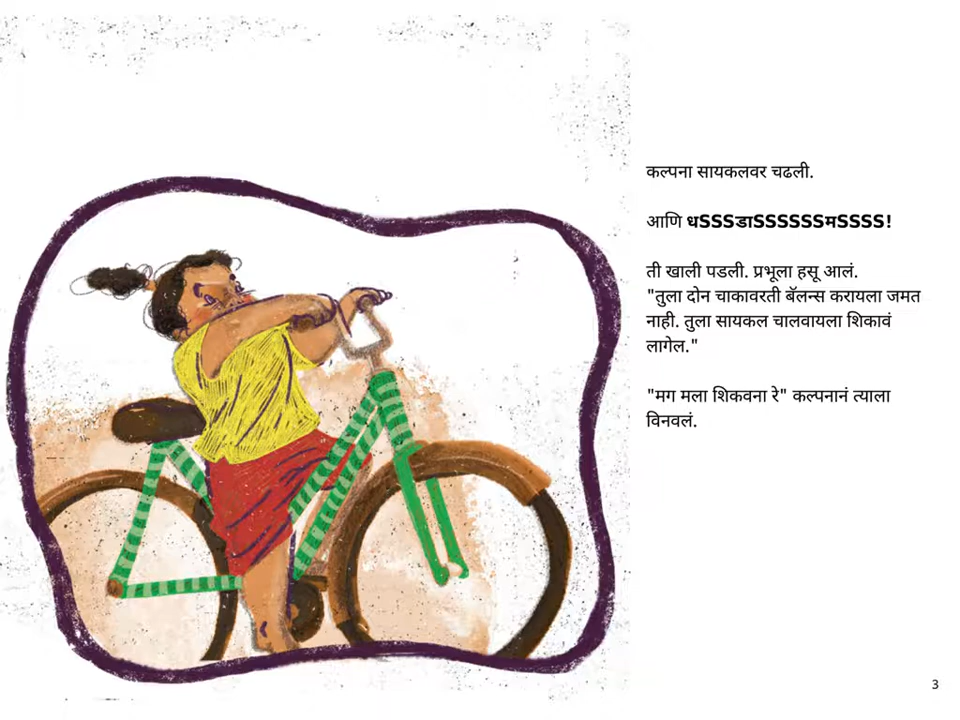 कल्पना सायकलवर चढली.
आणि धSSSडाSSSSSSमSSSS!
ती खाली पडली. प्रभूला हसू आलं.
"तुला दोन चाकावरती बॅलन्स करायला जमत
नाही. तुला सायकल चालवायला शिकावं
लागेल."
"मग मला शिकवना रे" कल्पनानं त्याला
विनवलं.
3